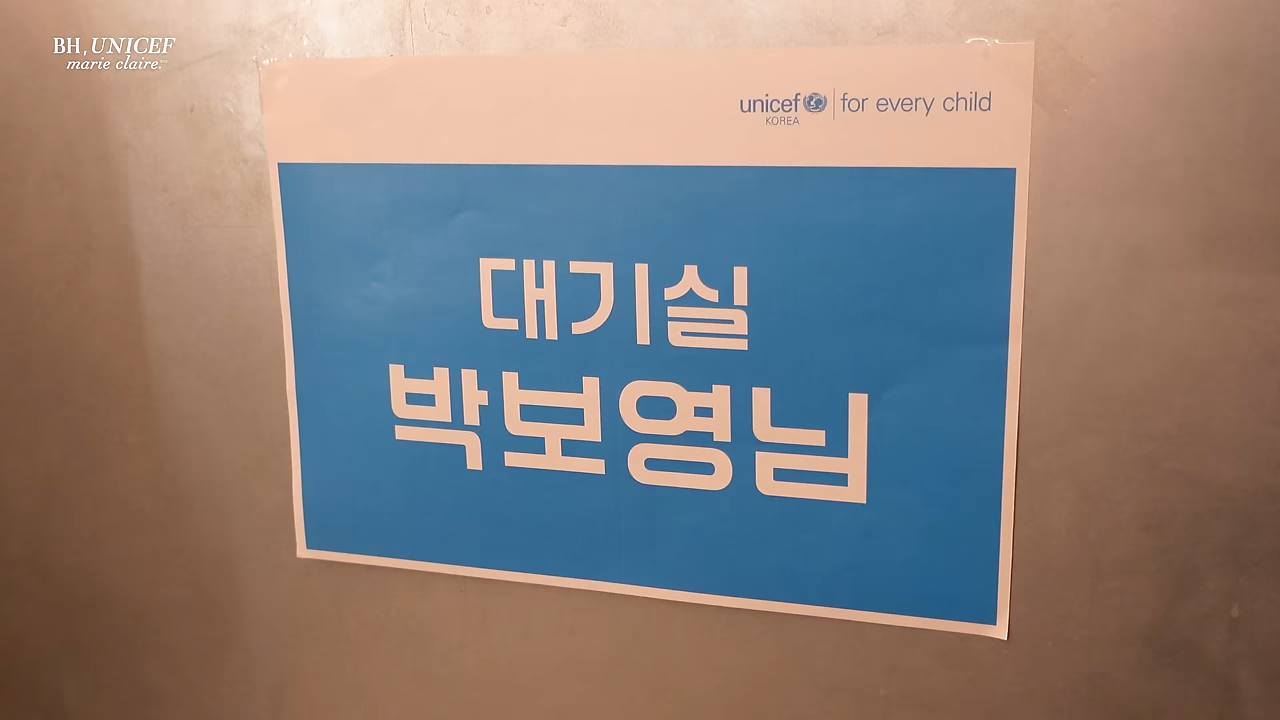 BH, UNICEF
marie claire.
unicef for every child
KOREA
대기실
박보영님